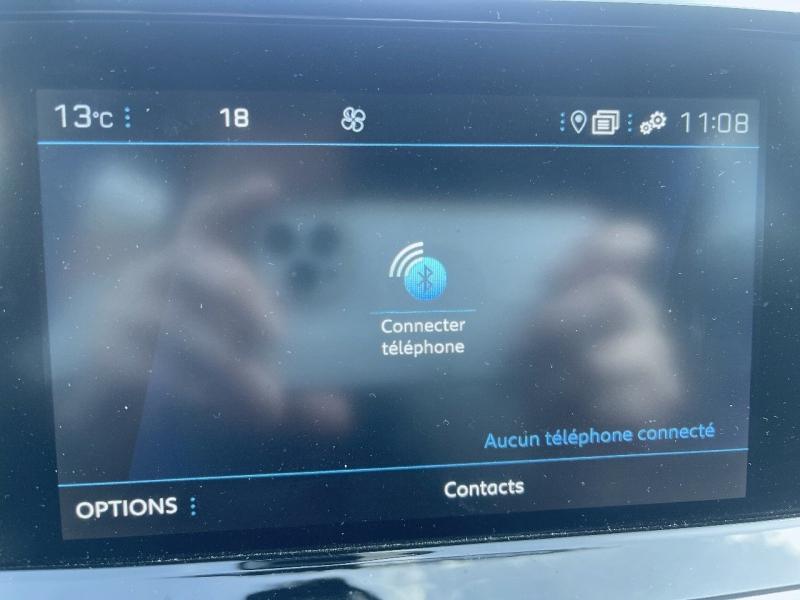 13°C 18 11:08
Connecter
téléphone
Aucun téléphone connecté
OPTIONS Contacts